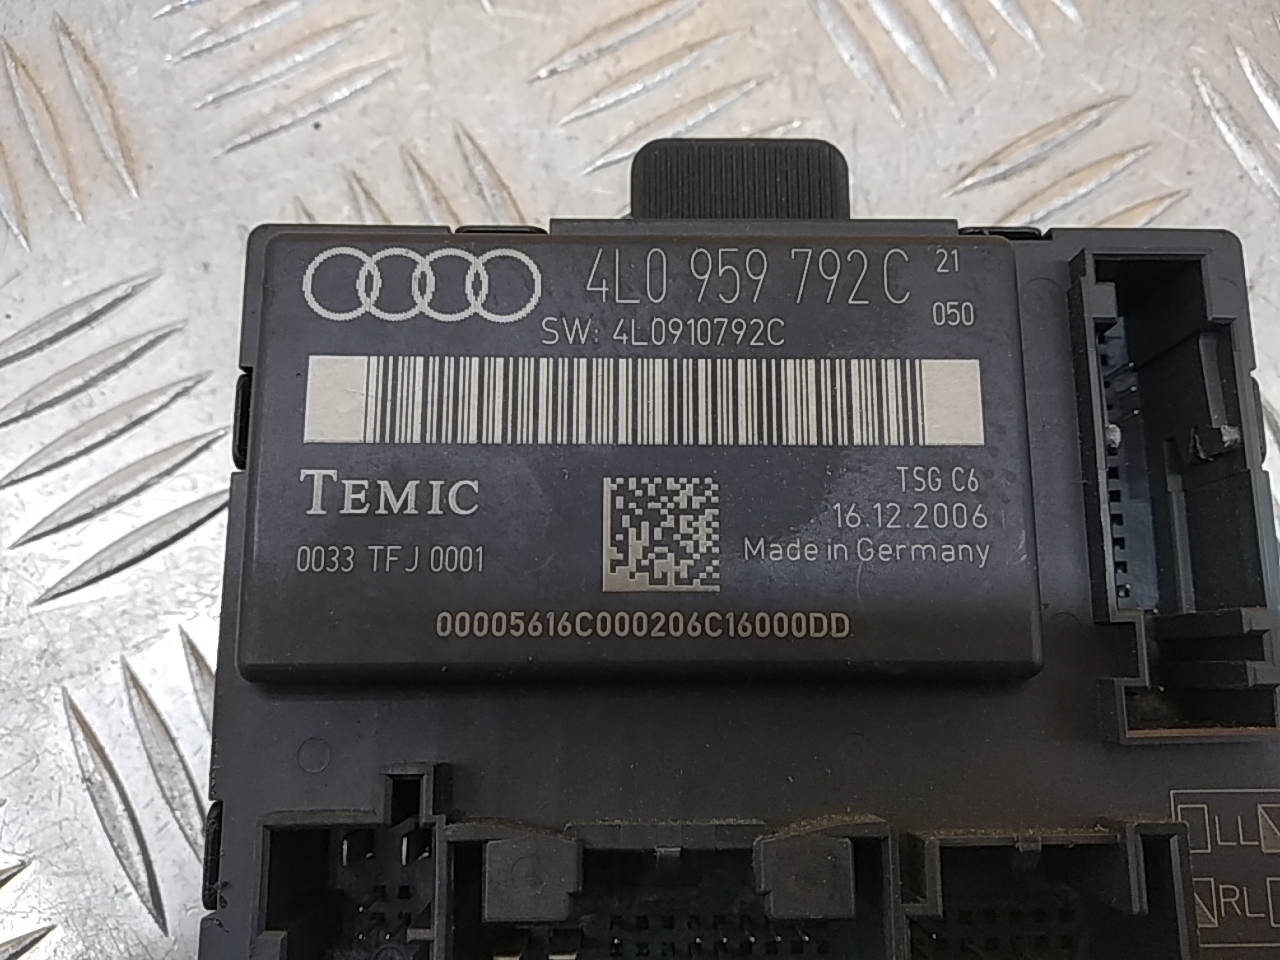 4L0 959 792C 21
050
SW: 4L0910792C
TEMIC
TSG C6
16.12.2006
0033 TFJ 0001
Made in Germany
00005616C000206C16000DD
LL
RL